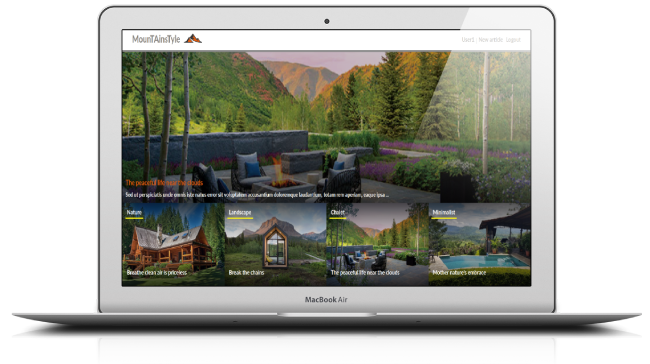 MounTAinsTyle
User1 New article Logout
The peaceful life near the clouds
Sed ut perspiciatis unde omnis iste natus error sit voluptatem accusantium doloremque laudantium, totam rem aperiam, eaque ipsa ...
Nature
Landscape
Chalet
Minimalist
Breathe clean air is priceless
Break the chains
The peaceful life near the clouds
Mother nature's embrace
MacBook Air